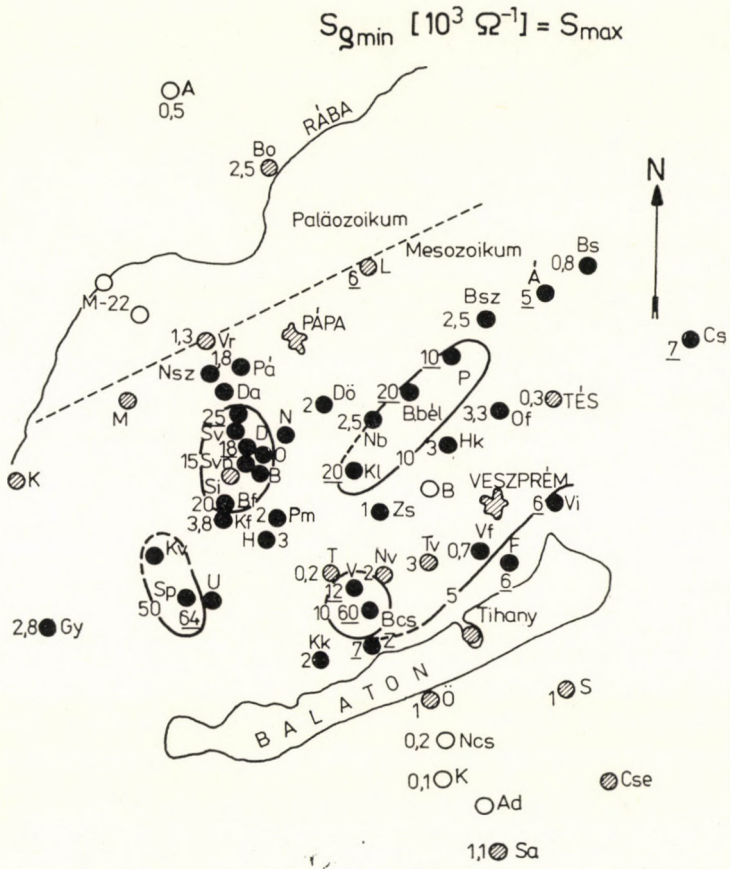 Sϱmin [10³ Ω⁻¹] = Smax
A
0,5
RÁBA
Bo
2,5
N
Paläozoikum
Mesozoikum
L
6
Bs
0,8
Á
5
M-22
Bsz
2,5
PÁPA
Cs
7
1,3 Vr
1,8
Pá
Nsz
10
P
Da
Dö
2
20
B.bél
0,3
TÉS
M
25
Sv
D
N
2,5
Nb
3,3 Of
18
O
10
3
Hk
15 Svp
B
K
Sj
20 Kl
B
VESZPRÉM
20
Bf
3,8 Kf
2 Pm
1 Zs
6 Vi
H 3
Vf
0,7
F
6
Kv
T
0,2
V 2
Nv
Tv
3
12
Sp
U
50
64
10 60
Bcs
5
Tihany
2,8 Gy
Kk
2
7 Z
BALATON
Ö
1
S
1
0,2 Ncs
0,1 K
Cse
Ad
1,1 Sa